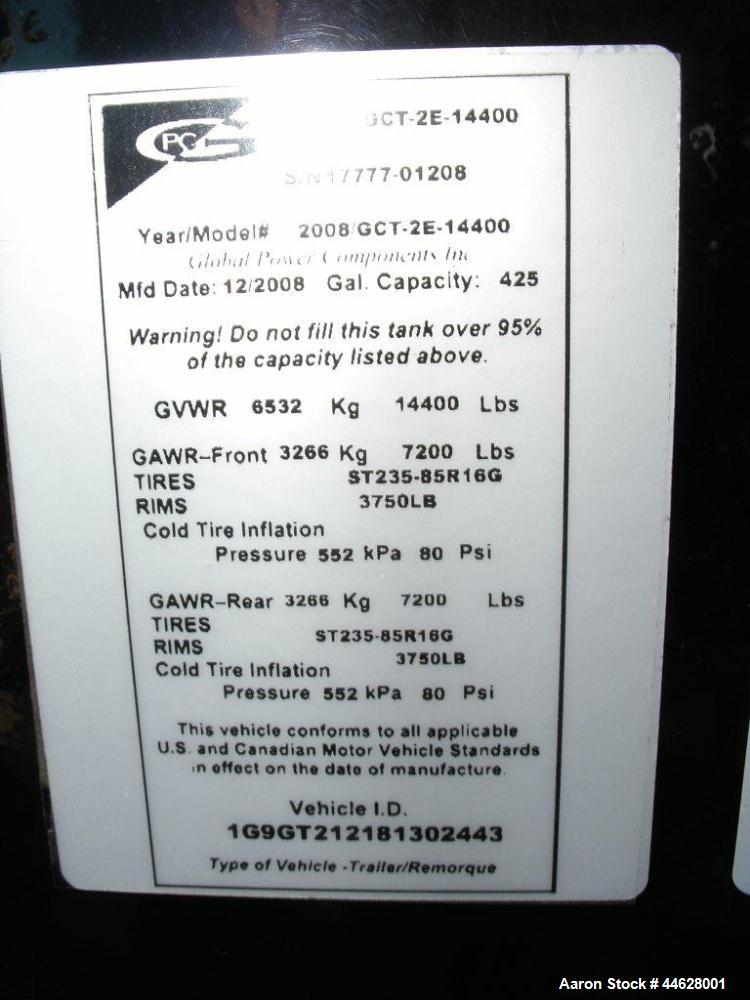 GPC
GCT-2E-14400
S/N 17777-01208
Year/Model# 2008/GCT-2E-14400
Global Power Components Inc
Mfd Date: 12/2008 Gal. Capacity: 425
Warning! Do not fill this tank over 95%
of the capacity listed above.
GVWR 6532 Kg 14400 Lbs
GAWR-Front 3266 Kg 7200 Lbs
TIRES ST235-85R16G
RIMS 3750LB
Cold Tire Inflation
Pressure 552 kPa 80 Psi
GAWR-Rear 3266 Kg 7200 Lbs
TIRES
RIMS ST235-85R16G
3750LB
Cold Tire Inflation
Pressure 552 kPa 80 Psi
This vehicle conforms to all applicable
U.S. and Canadian Motor Vehicle Standards
in effect on the date of manufacture.
Vehicle I.D.
1G9GT212181302443
Type of Vehicle -Trailer/Remorque
Aaron Stock # 44628001